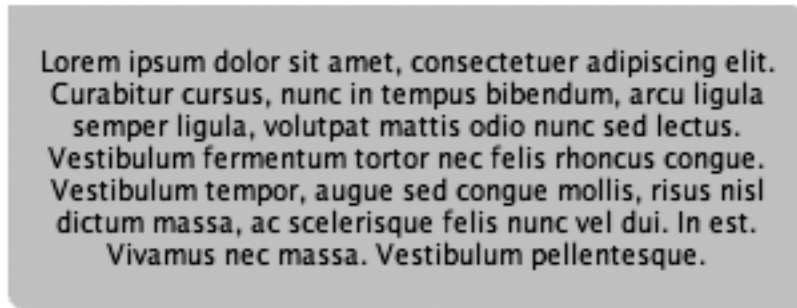 Lorem ipsum dolor sit amet, consectetuer adipiscing elit.
Curabitur cursus, nunc in tempus bibendum, arcu ligula
semper ligula, volutpat mattis odio nunc sed lectus.
Vestibulum fermentum tortor nec felis rhoncus congue.
Vestibulum tempor, augue sed congue mollis, risus nisl
dictum massa, ac scelerisque felis nunc vel dui. In est.
Vivamus nec massa. Vestibulum pellentesque.